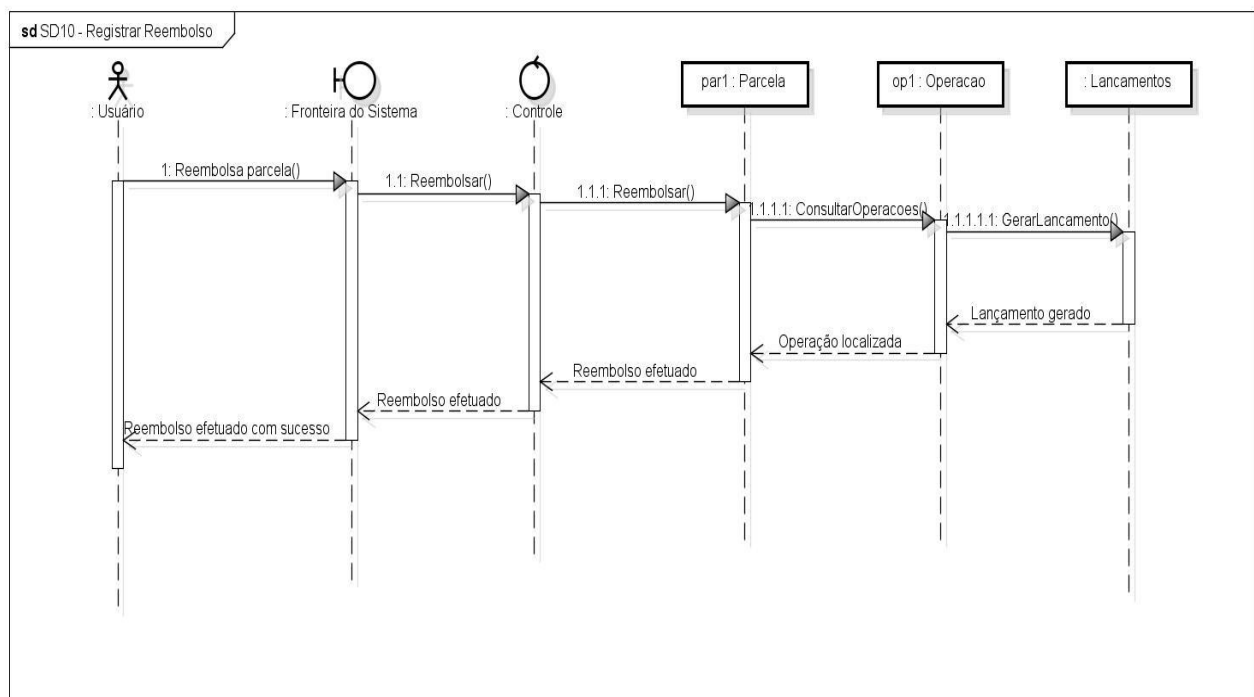 sd SD10 - Registrar Reembolso
: Usuário
: Fronteira do Sistema
: Controle
par1 : Parcela
op1 : Operacao
: Lancamentos
1: Reembolsa parcela()
1.1: Reembolsar()
1.1.1: Reembolsar()
1.1.1.1: ConsultarOperacoes()
1.1.1.1.1: GerarLancamento()
Lançamento gerado
Operação localizada
Reembolso efetuado
Reembolso efetuado
Reembolso efetuado com sucesso